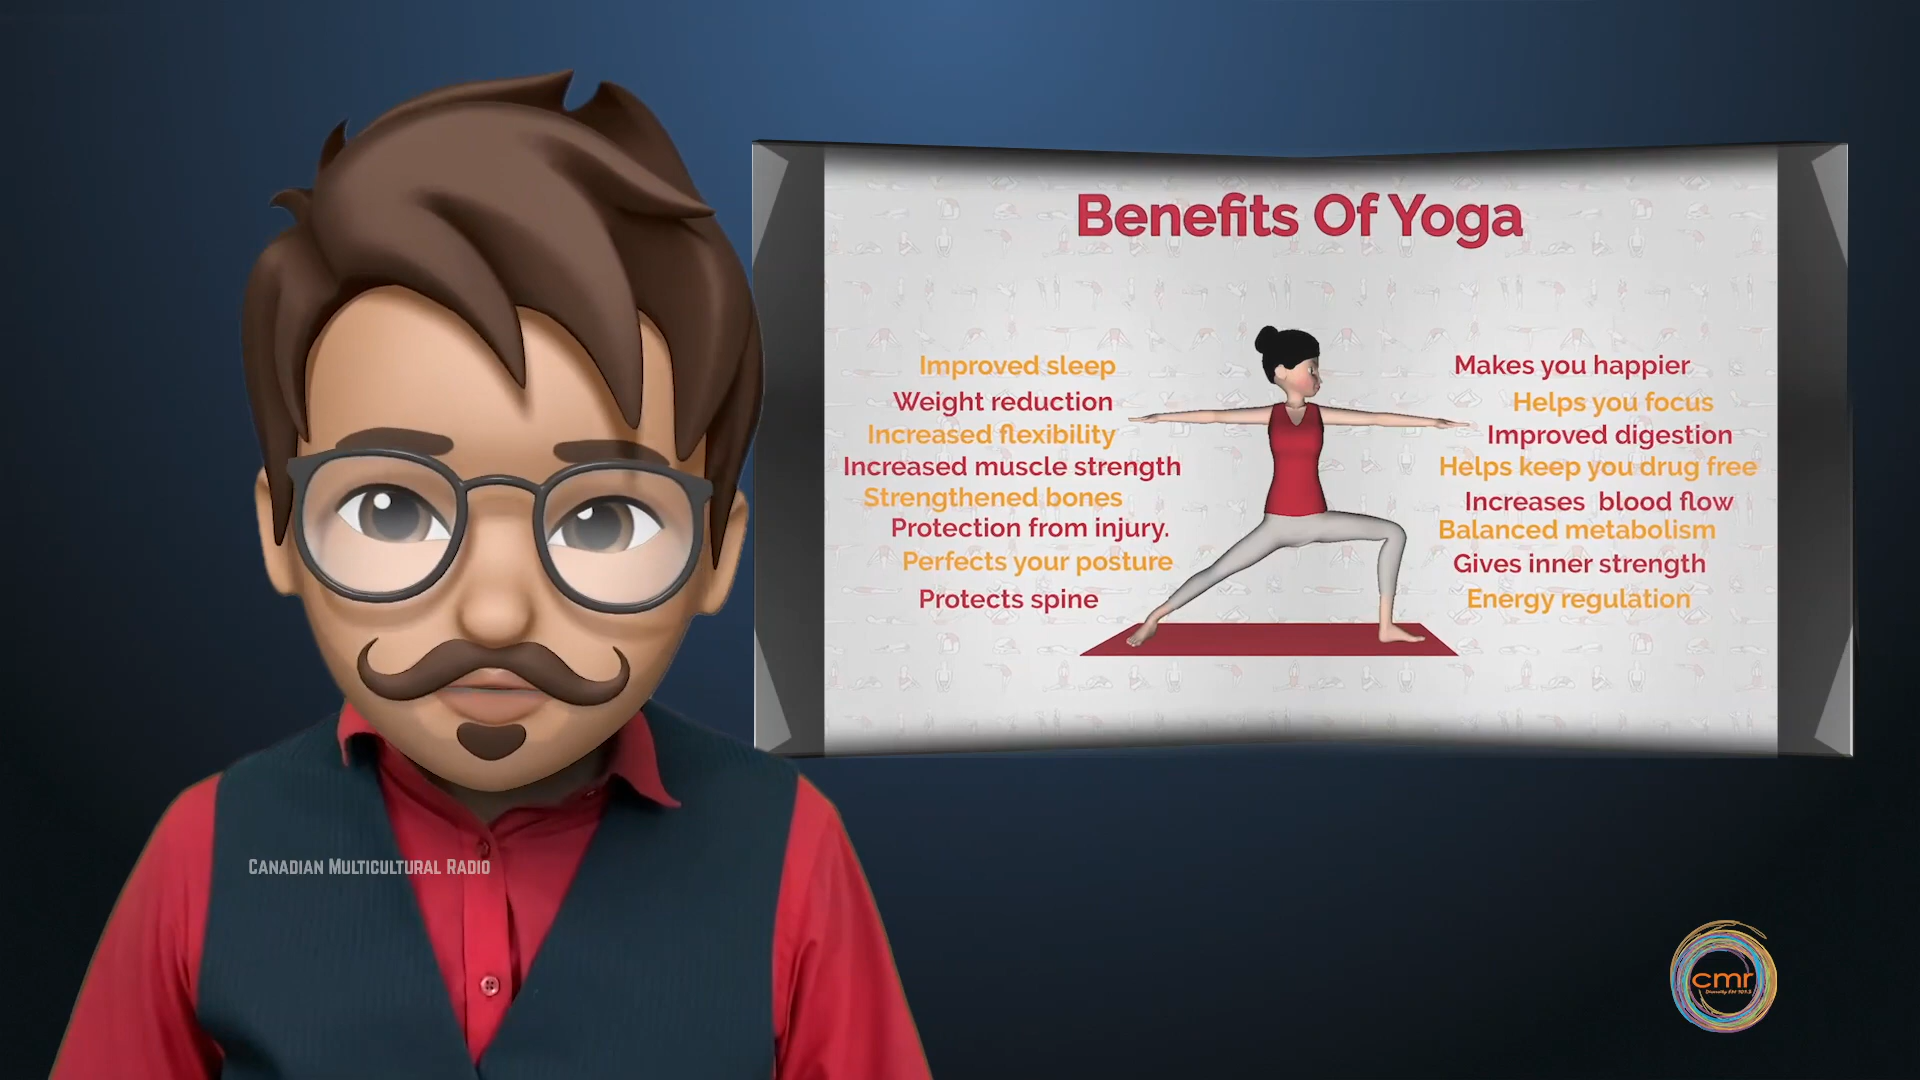 Benefits Of Yoga
Improved sleep
Weight reduction
Increased flexibility
Increased muscle strength
Strengthened bones
Protection from injury.
Perfects your posture
Protects spine
Makes you happier
Helps you focus
Improved digestion
Helps keep you drug free
Increases blood flow
Balanced metabolism
Gives inner strength
Energy regulation
Canadian Multicultural Radio
cmr